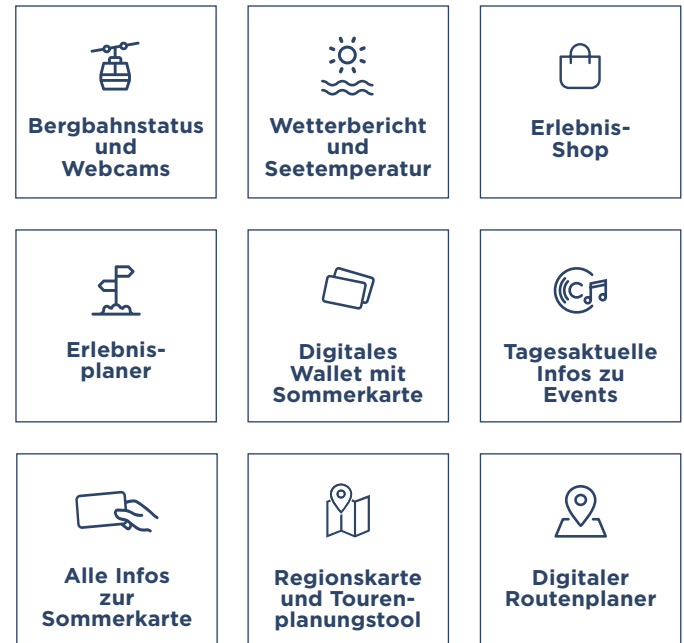 Bergbahnstatus
und
Webcams
Wetterbericht
und
Seetemperatur
Erlebnis-
Shop
Erlebnis-
planer
Digitales
Wallet mit
Sommerkarte
Tagesaktuelle
Infos zu
Events
Alle Infos
zur
Sommerkarte
Regionskarte
und Touren-
planungstool
Digitaler
Routenplaner